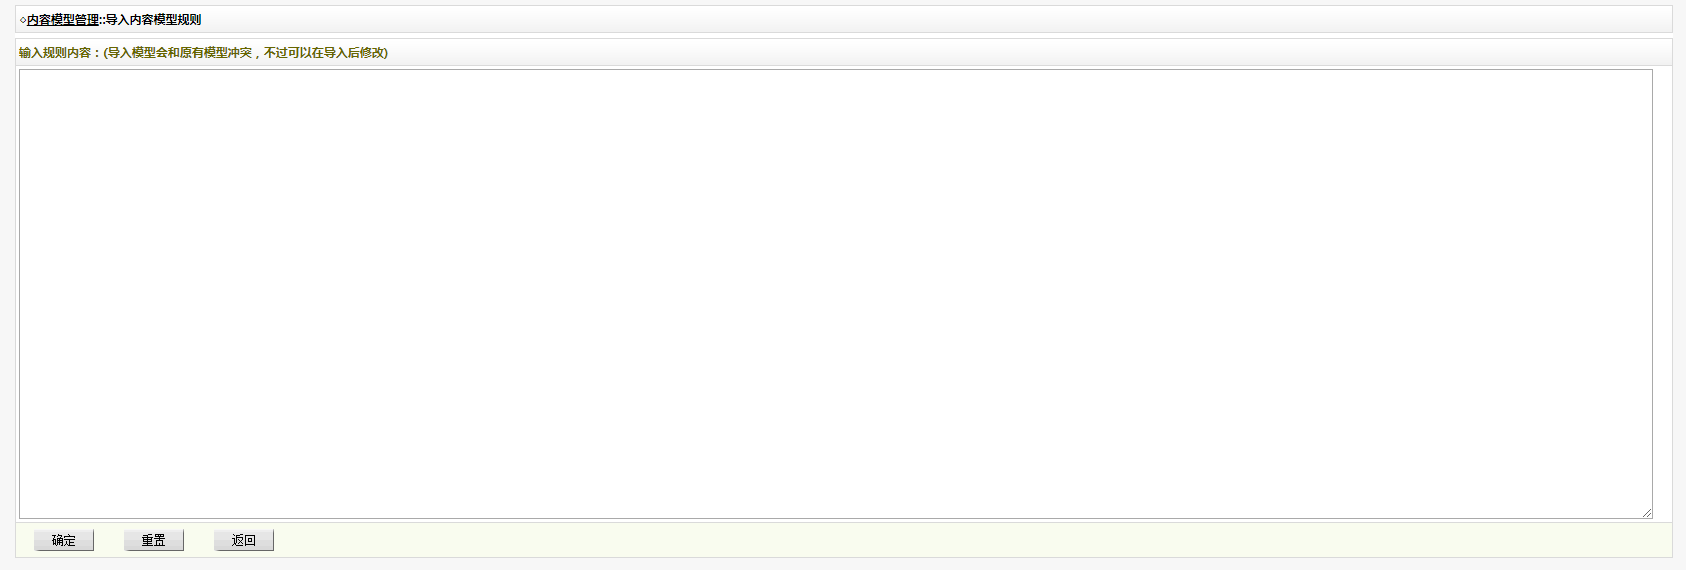 ◇内容模型管理::导入内容模型规则
输入规则内容：(导入模型会和原有模型冲突，不过可以在导入后修改)
确定 重置 返回